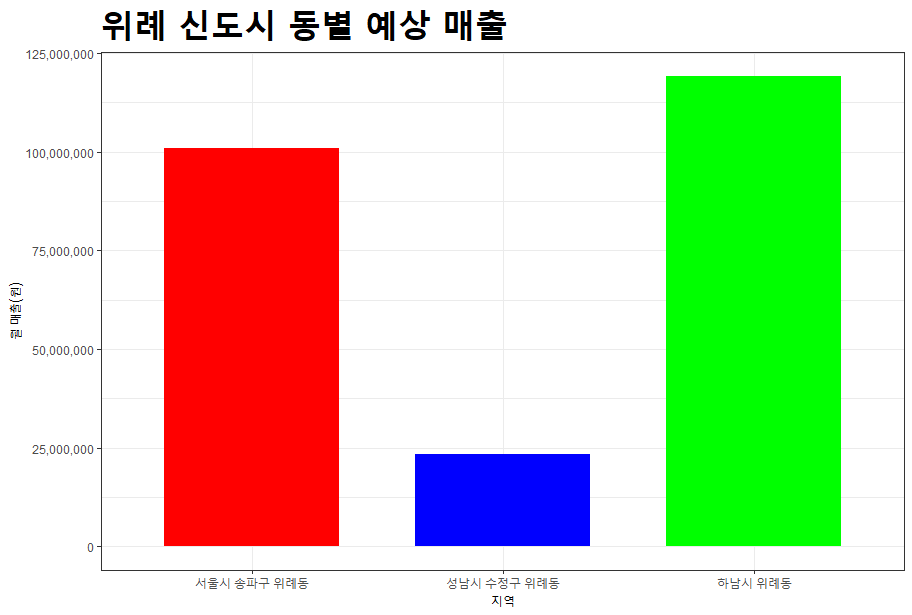 위례 신도시 동별 예상 매출
125,000,000
100,000,000
75,000,000
50,000,000
25,000,000
0
월 매출(원)
서울시 송파구 위례동
성남시 수정구 위례동
하남시 위례동
지역